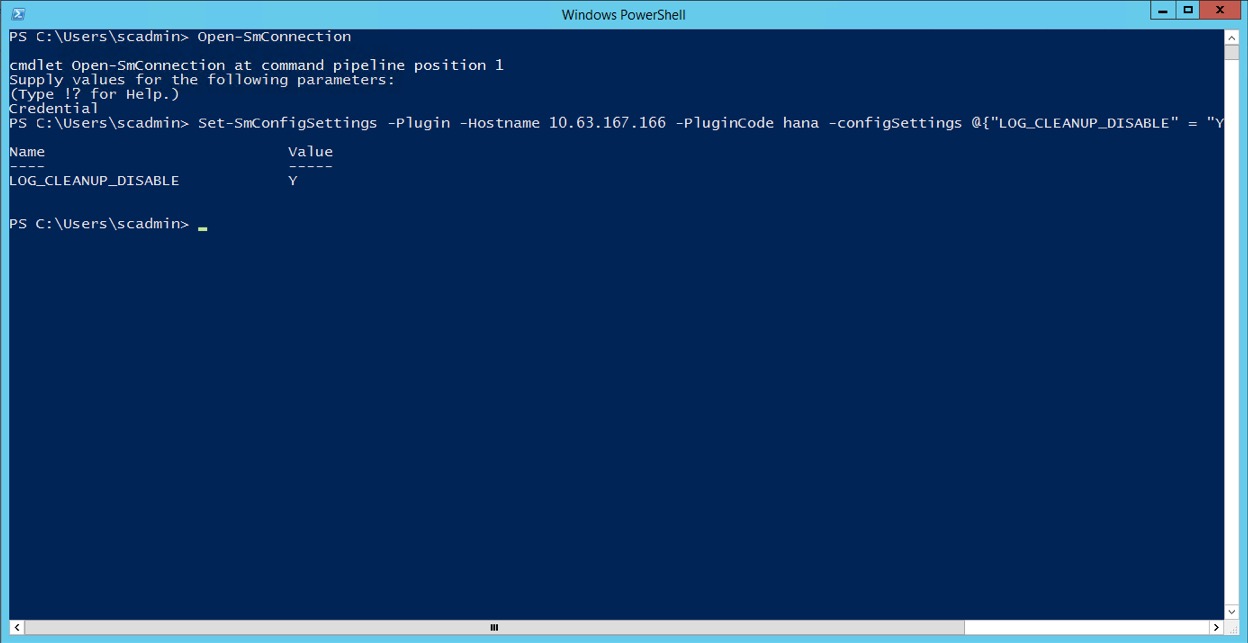 Windows PowerShell
PS C:\Users\scadmin> Open-SmConnection
cmdlet Open-SmConnection at command pipeline position 1
Supply values for the following parameters:
(Type !? for Help.)
Credential
PS C:\Users\scadmin> Set-SmConfigSettings -Plugin -Hostname 10.63.167.166 -PluginCode hana -configSettings @{"LOG_CLEANUP_DISABLE" = "Y
Name Value
---- -----
LOG_CLEANUP_DISABLE Y
PS C:\Users\scadmin>